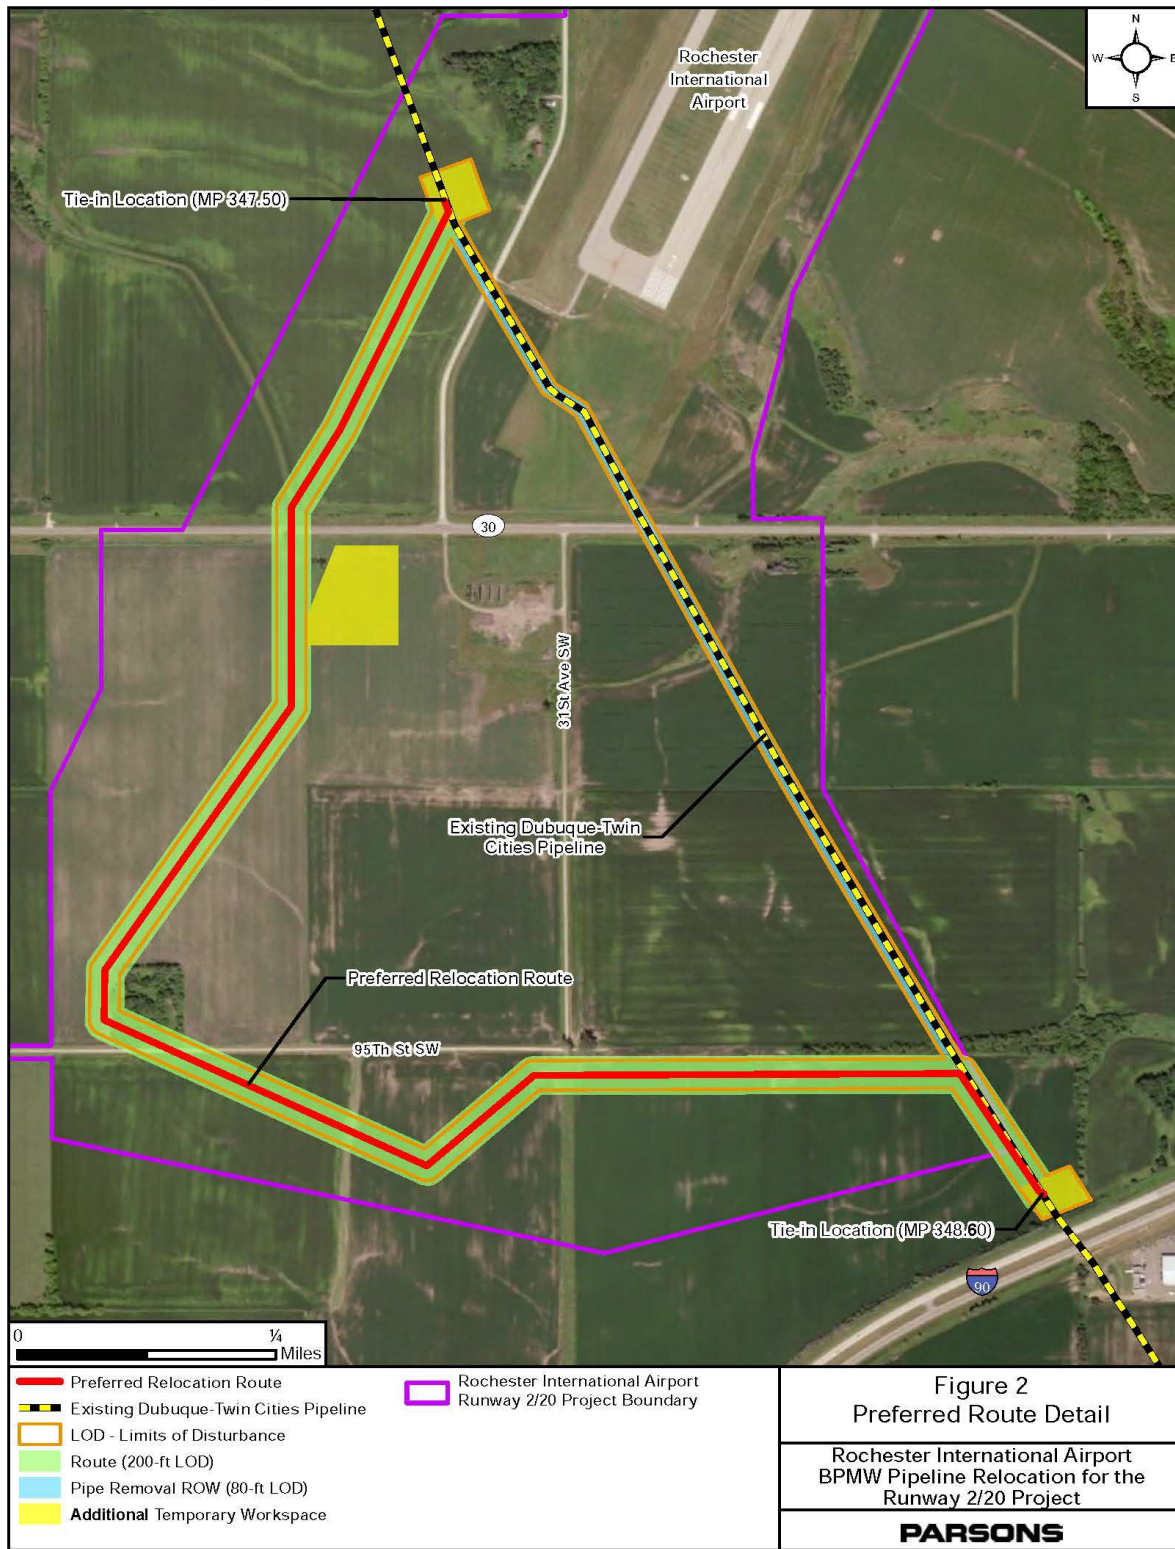 N
W
E
S
Rochester
International
Airport
Tie-in Location (MP 347.50)
30
31St Ave SW
Existing Dubuque-Twin
Cities Pipeline
Preferred Relocation Route
95Th St SW
Tie-in Location (MP 348.60)
90
0
¼
Miles
Preferred Relocation Route
Existing Dubuque-Twin Cities Pipeline
LOD - Limits of Disturbance
Route (200-ft LOD)
Pipe Removal ROW (80-ft LOD)
Additional Temporary Workspace
Rochester International Airport
Runway 2/20 Project Boundary
Figure 2
Preferred Route Detail
Rochester International Airport
BPMW Pipeline Relocation for the
Runway 2/20 Project
PARSONS